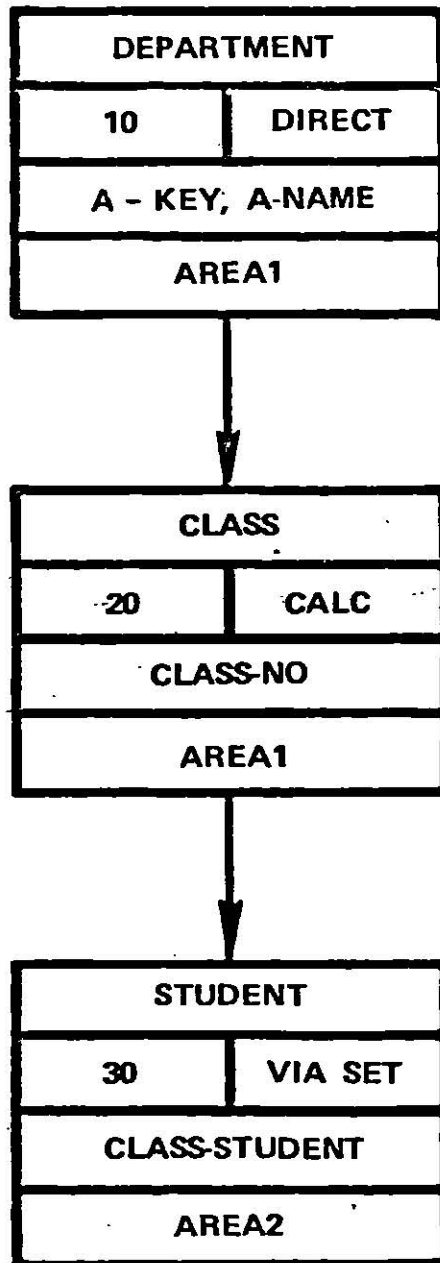 DEPARTMENT
10 DIRECT
A - KEY, A-NAME
AREA1
CLASS
20 CALC
CLASS-NO
AREA1
STUDENT
30 VIA SET
CLASS-STUDENT
AREA2